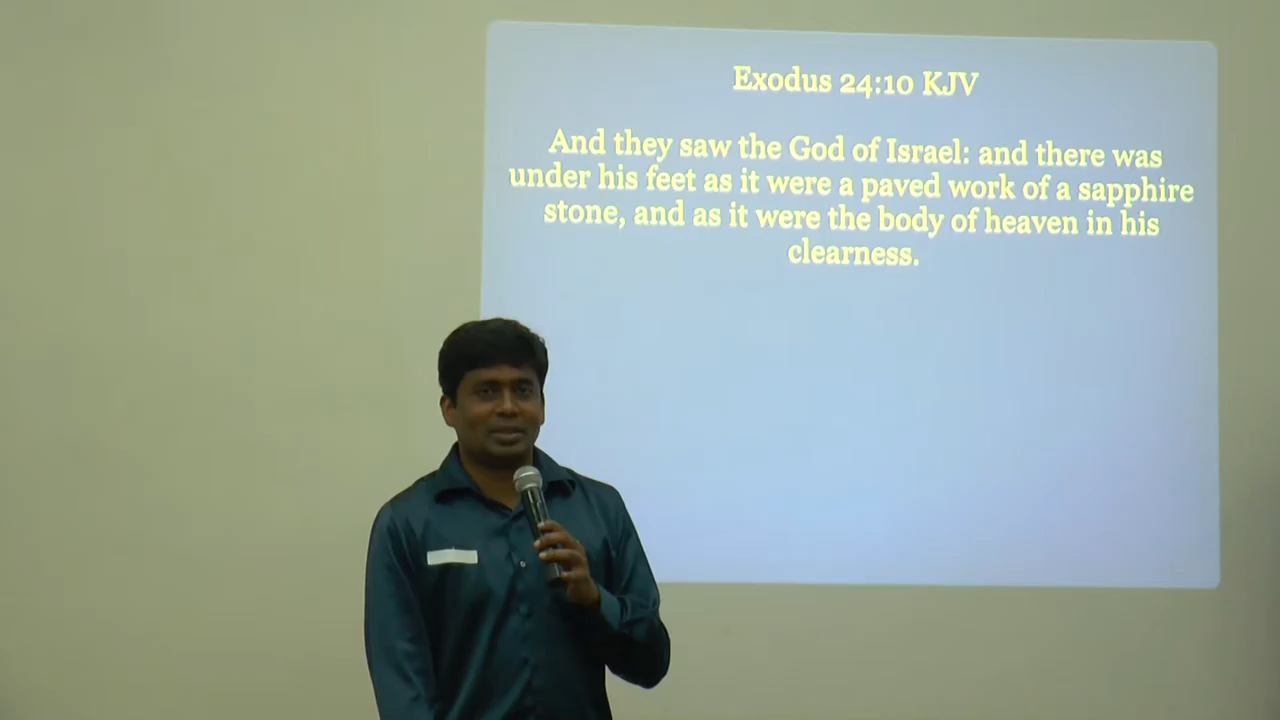 Exodus 24:10 KJV
And they saw the God of Israel: and there was
under his feet as it were a paved work of a sapphire
stone, and as it were the body of heaven in his
clearness.